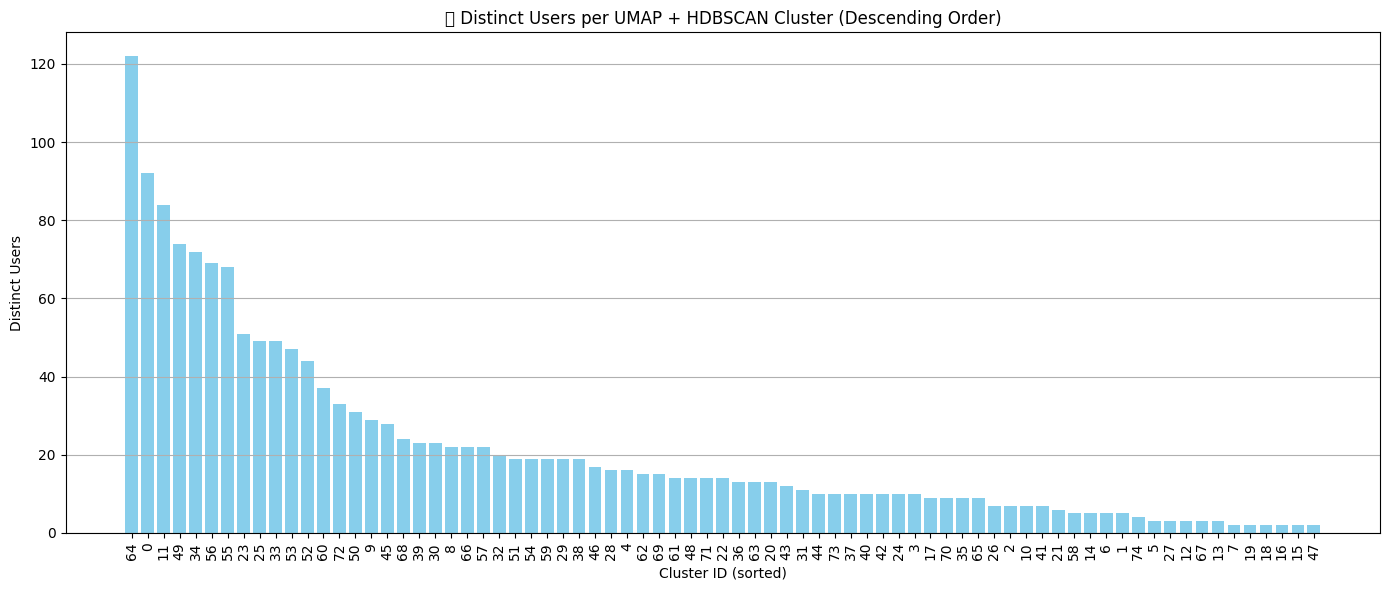 ▯ Distinct Users per UMAP + HDBSCAN Cluster (Descending Order)
Distinct Users
120
100
80
60
40
20
0
64 0 11 49 34 56 55 23 25 33 53 52 60 72 50 9 45 68 39 30 8 66 57 32 51 54 59 29 38 46 28 4 62 69 61 48 71 22 36 63 20 43 31 44 73 37 40 42 24 3 17 70 35 65 26 2 10 41 21 58 14 6 1 74 5 27 12 67 13 7 19 18 16 15 47
Cluster ID (sorted)